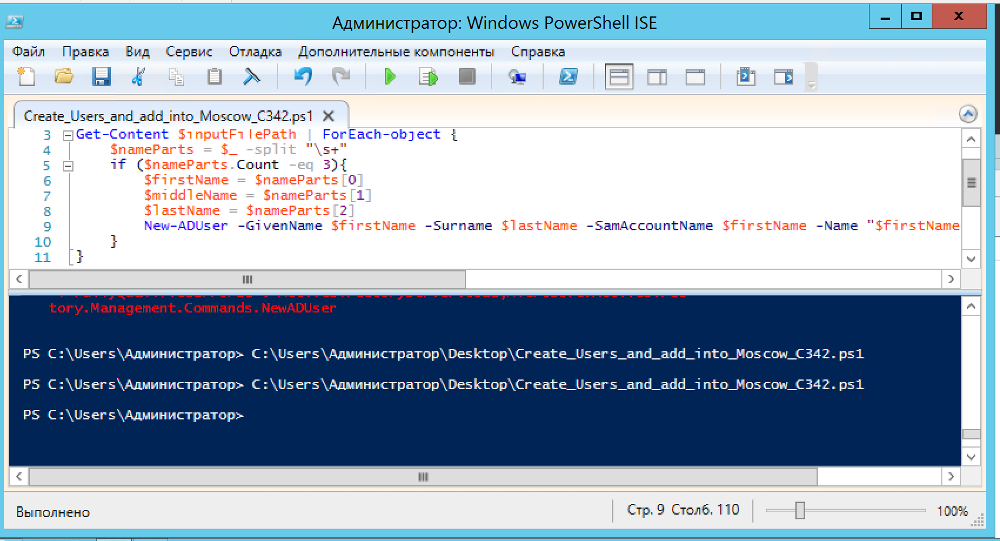 Администратор: Windows PowerShell ISE
X
Файл Правка Вид Сервис Отладка Дополнительные компоненты Справка
Create_Users_and_add_into_Moscow_C342.ps1 X
3 Get-Content $inputFilePath | ForEach-object {
4 $nameParts = $_ -split "\s+"
5 if ($nameParts.Count -eq 3){
6 $firstName = $nameParts[0]
7 $middleName = $nameParts[1]
8 $lastName = $nameParts[2]
9 New-ADUser -GivenName $firstName -Surname $lastName -SamAccountName $firstName -Name "$firstName
10 }
11 }
tory.Management.Commands.NewADUser
PS C:\Users\Администратор> C:\Users\Администратор\Desktop\Create_Users_and_add_into_Moscow_C342.ps1
PS C:\Users\Администратор> C:\Users\Администратор\Desktop\Create_Users_and_add_into_Moscow_C342.ps1
PS C:\Users\Администратор>
Выполнено Стр. 9 Столб. 110 100%